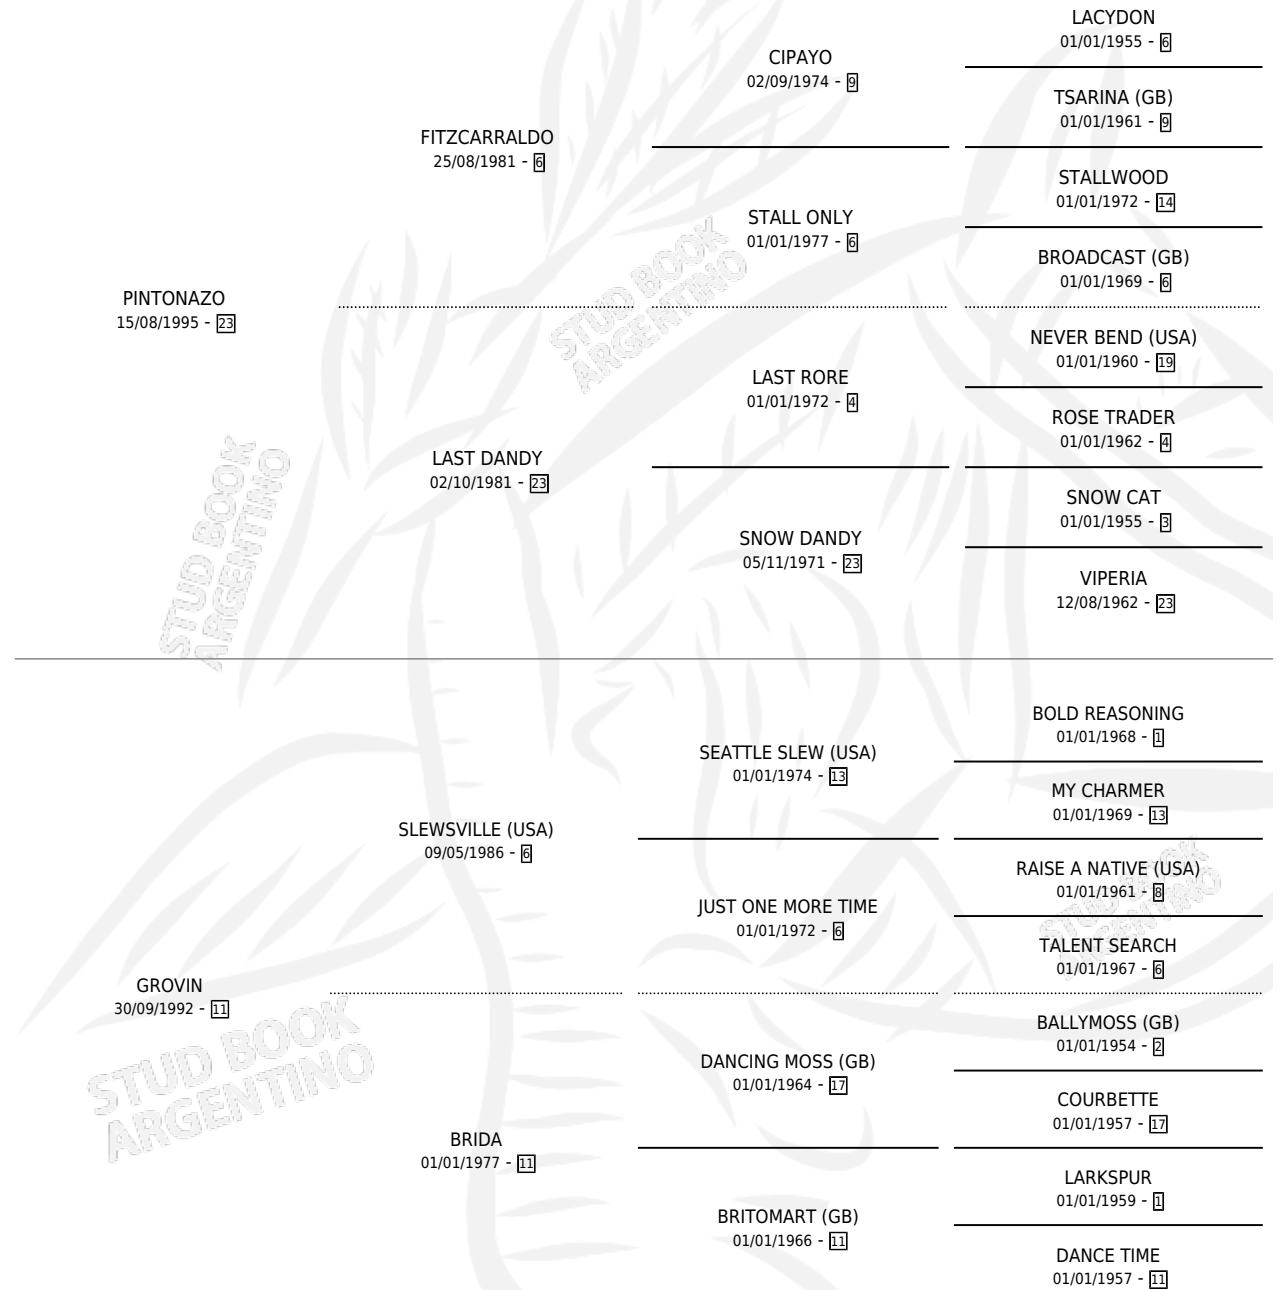 LACYDON
01/01/1955 - 6
CIPAYO
02/09/1974 - 9
TSARINA (GB)
01/01/1961 - 9
FITZCARRALDO
25/08/1981 - 6
STALLWOOD
01/01/1972 - 14
STALL ONLY
01/01/1977 - 6
BROADCAST (GB)
01/01/1969 - 6
PINTONAZO
15/08/1995 - 23
NEVER BEND (USA)
01/01/1960 - 19
LAST RORE
01/01/1972 - 4
ROSE TRADER
01/01/1962 - 4
LAST DANDY
02/10/1981 - 23
SNOW CAT
01/01/1955 - 3
SNOW DANDY
05/11/1971 - 23
VIPERIA
12/08/1962 - 23
STUD BOOK
ARGENTINO
STUD BOOK
ARGENTINO
BOLD REASONING
01/01/1968 - 1
SEATTLE SLEW (USA)
01/01/1974 - 13
MY CHARMER
01/01/1969 - 13
SLEWSVILLE (USA)
09/05/1986 - 6
RAISE A NATIVE (USA)
01/01/1961 - 8
JUST ONE MORE TIME
01/01/1972 - 6
TALENT SEARCH
01/01/1967 - 6
GROVIN
30/09/1992 - 11
BALLYMOSS (GB)
01/01/1954 - 2
DANCING MOSS (GB)
01/01/1964 - 17
COURBETTE
01/01/1957 - 17
BRIDA
01/01/1977 - 11
LARKSPUR
01/01/1959 - 1
BRITOMART (GB)
01/01/1966 - 11
DANCE TIME
01/01/1957 - 11
STUD BOOK
ARGENTINO
STUD BOOK
ARGENTINO